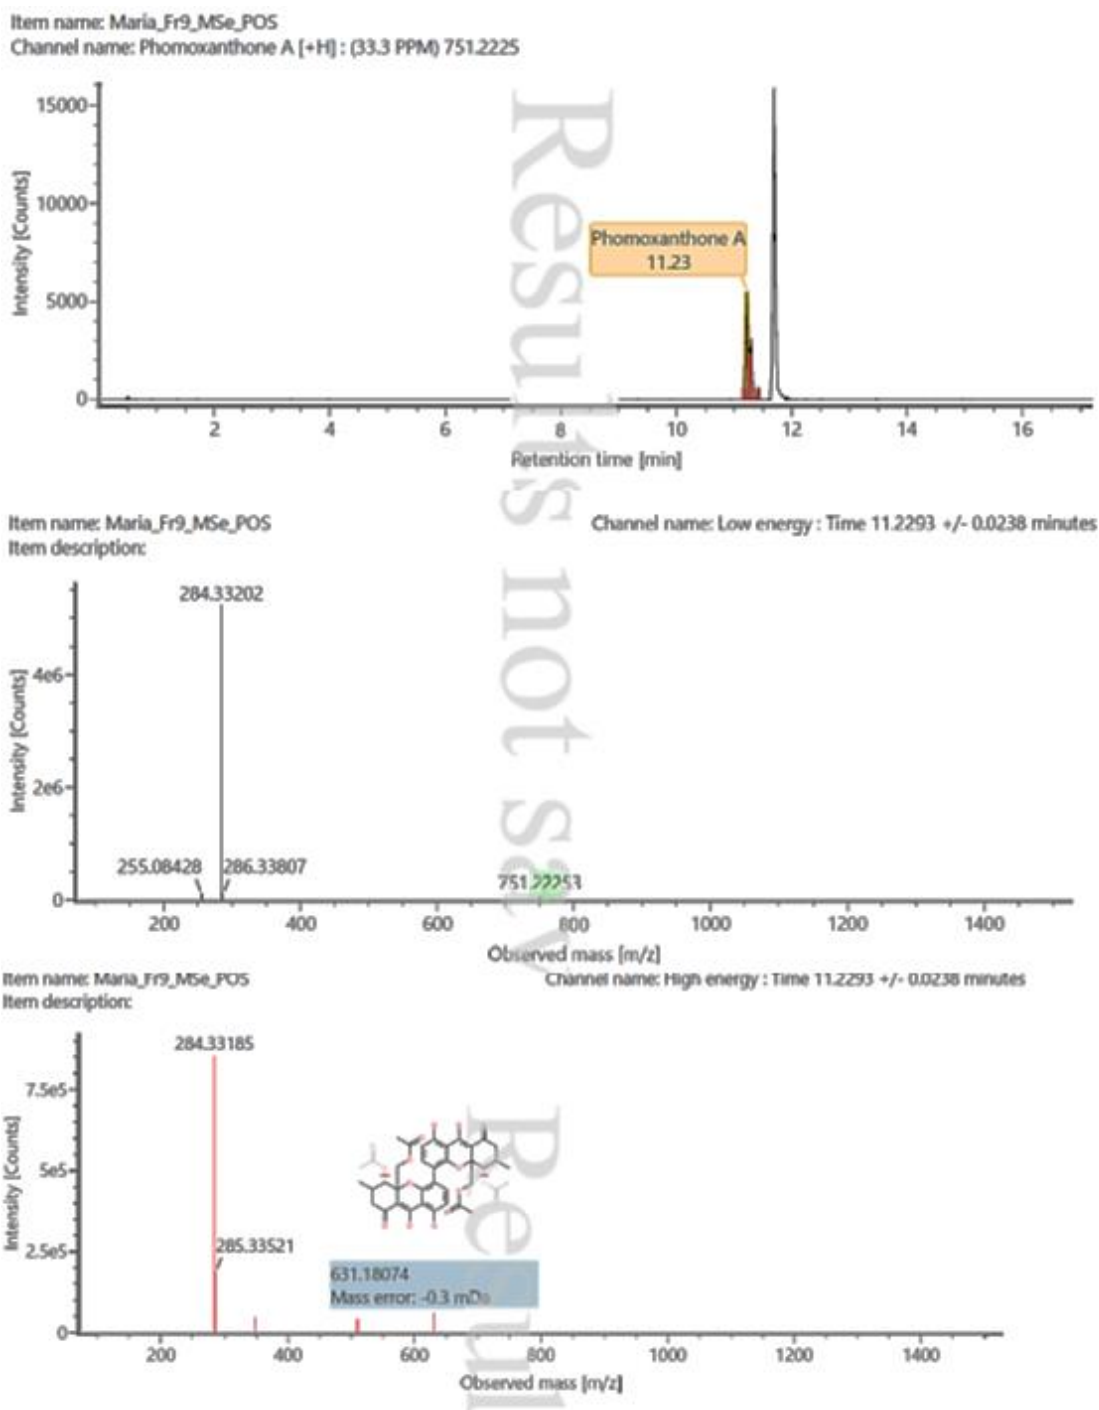 Item name: Maria_Fr9_MSe_POS
Channel name: Phomoxanthone A [+H] : (33.3 PPM) 751.2225
15000
10000
5000
0
Intensity [Counts]
Phomoxanthone A
11.23
2
4
6
8
10
12
14
16
Retention time [min]
Item name: Maria_Fr9_MSe_POS
Channel name: Low energy : Time 11.2293 +/- 0.0238 minutes
Item description:
284.33202
4e6
2e6
0
Intensity [Counts]
255.08428
286.33807
751.22253
200
400
600
800
1000
1200
1400
Observed mass [m/z]
Item name: Maria_Fr9_MSe_POS
Channel name: High energy : Time 11.2293 +/- 0.0238 minutes
Item description:
284.33185
7.5e5
5e5
2.5e5
0
Intensity [Counts]
285.33521
631.18074
Mass error: -0.3 mDa
200
400
600
800
1000
1200
1400
Observed mass [m/z]
Results not sav
Resul